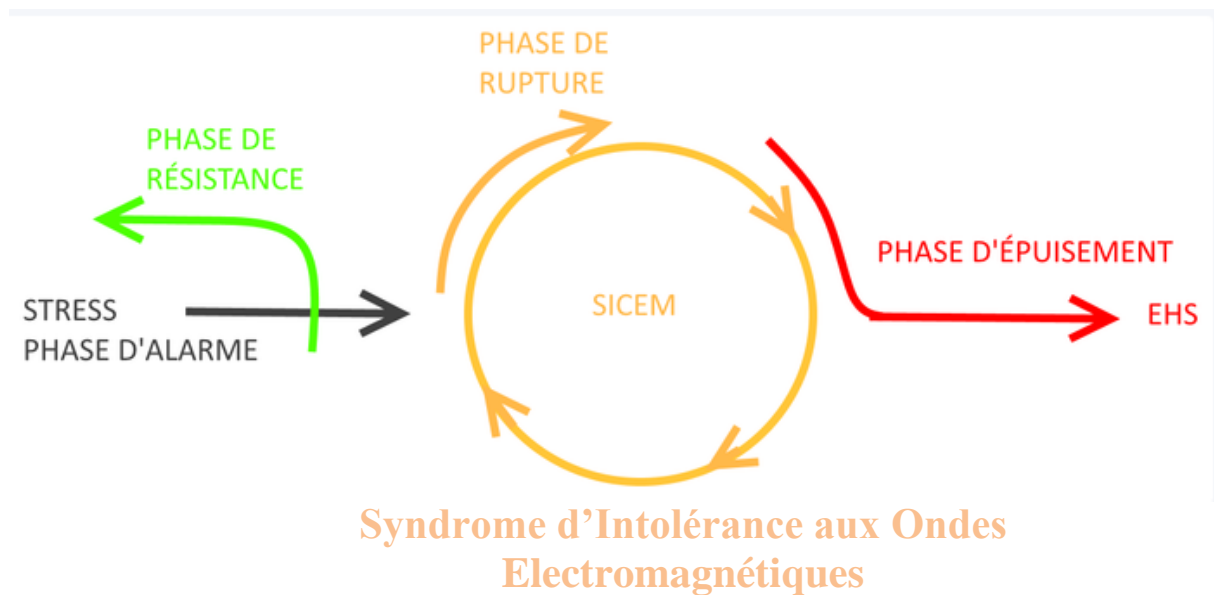 PHASE DE
RUPTURE
PHASE DE
RÉSISTANCE
PHASE D'ÉPUISEMENT
STRESS
SICEM
EHS
PHASE D'ALARME
Syndrome d’Intolérance aux Ondes
Electromagnétiques